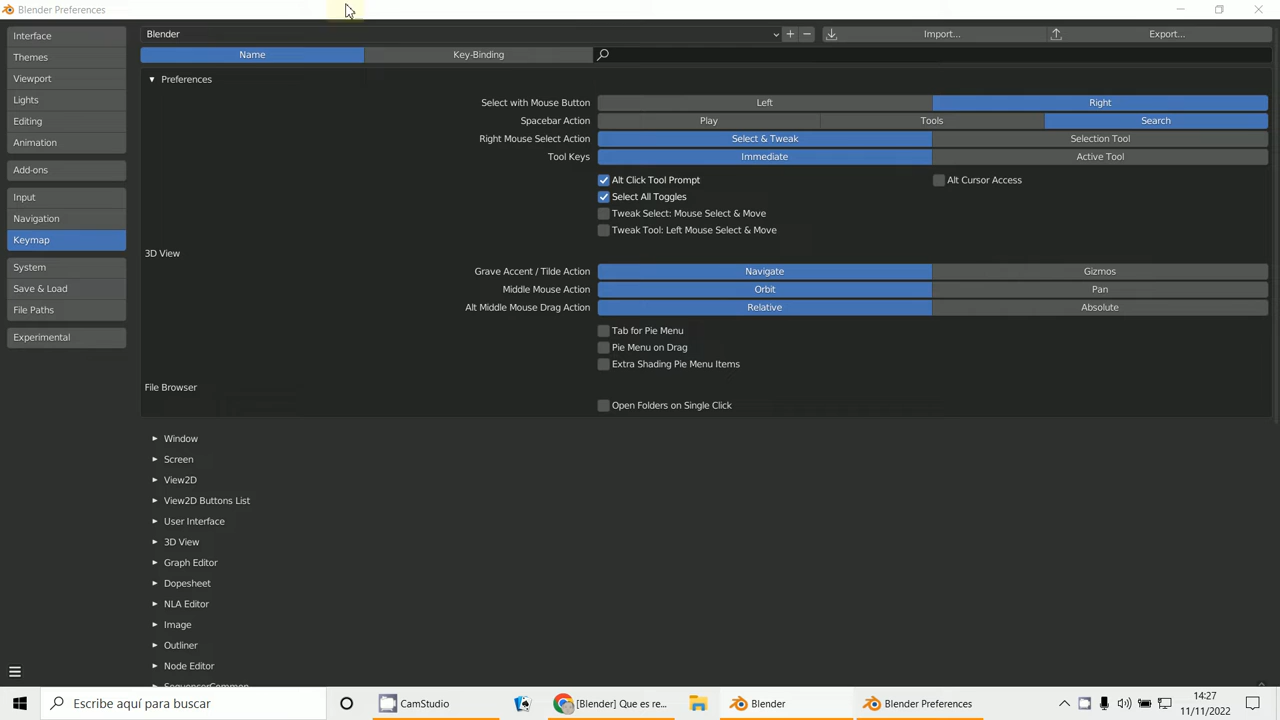 Blender Preferences
Interface
Themes
Viewport
Lights
Editing
Animation
Add-ons
Input
Navigation
Keymap
System
Save & Load
File Paths
Experimental
Blender
Import...
Export...
Name
Key-Binding
Preferences
Select with Mouse Button Left Right
Spacebar Action Play Tools Search
Right Mouse Select Action Select & Tweak Selection Tool
Tool Keys Immediate Active Tool
Alt Click Tool Prompt Alt Cursor Access
Select All Toggles
Tweak Select: Mouse Select & Move
Tweak Tool: Left Mouse Select & Move
3D View
Grave Accent / Tilde Action Navigate Gizmos
Middle Mouse Action Orbit Pan
Alt Middle Mouse Drag Action Relative Absolute
Tab for Pie Menu
Pie Menu on Drag
Extra Shading Pie Menu Items
File Browser
Open Folders on Single Click
Window
Screen
View2D
View2D Buttons List
User Interface
3D View
Graph Editor
Dopesheet
NLA Editor
Image
Outliner
Node Editor
SequencerCommon
Escribe aquí para buscar
CamStudio
[Blender] Que es re...
Blender
Blender Preferences
14:27
11/11/2022